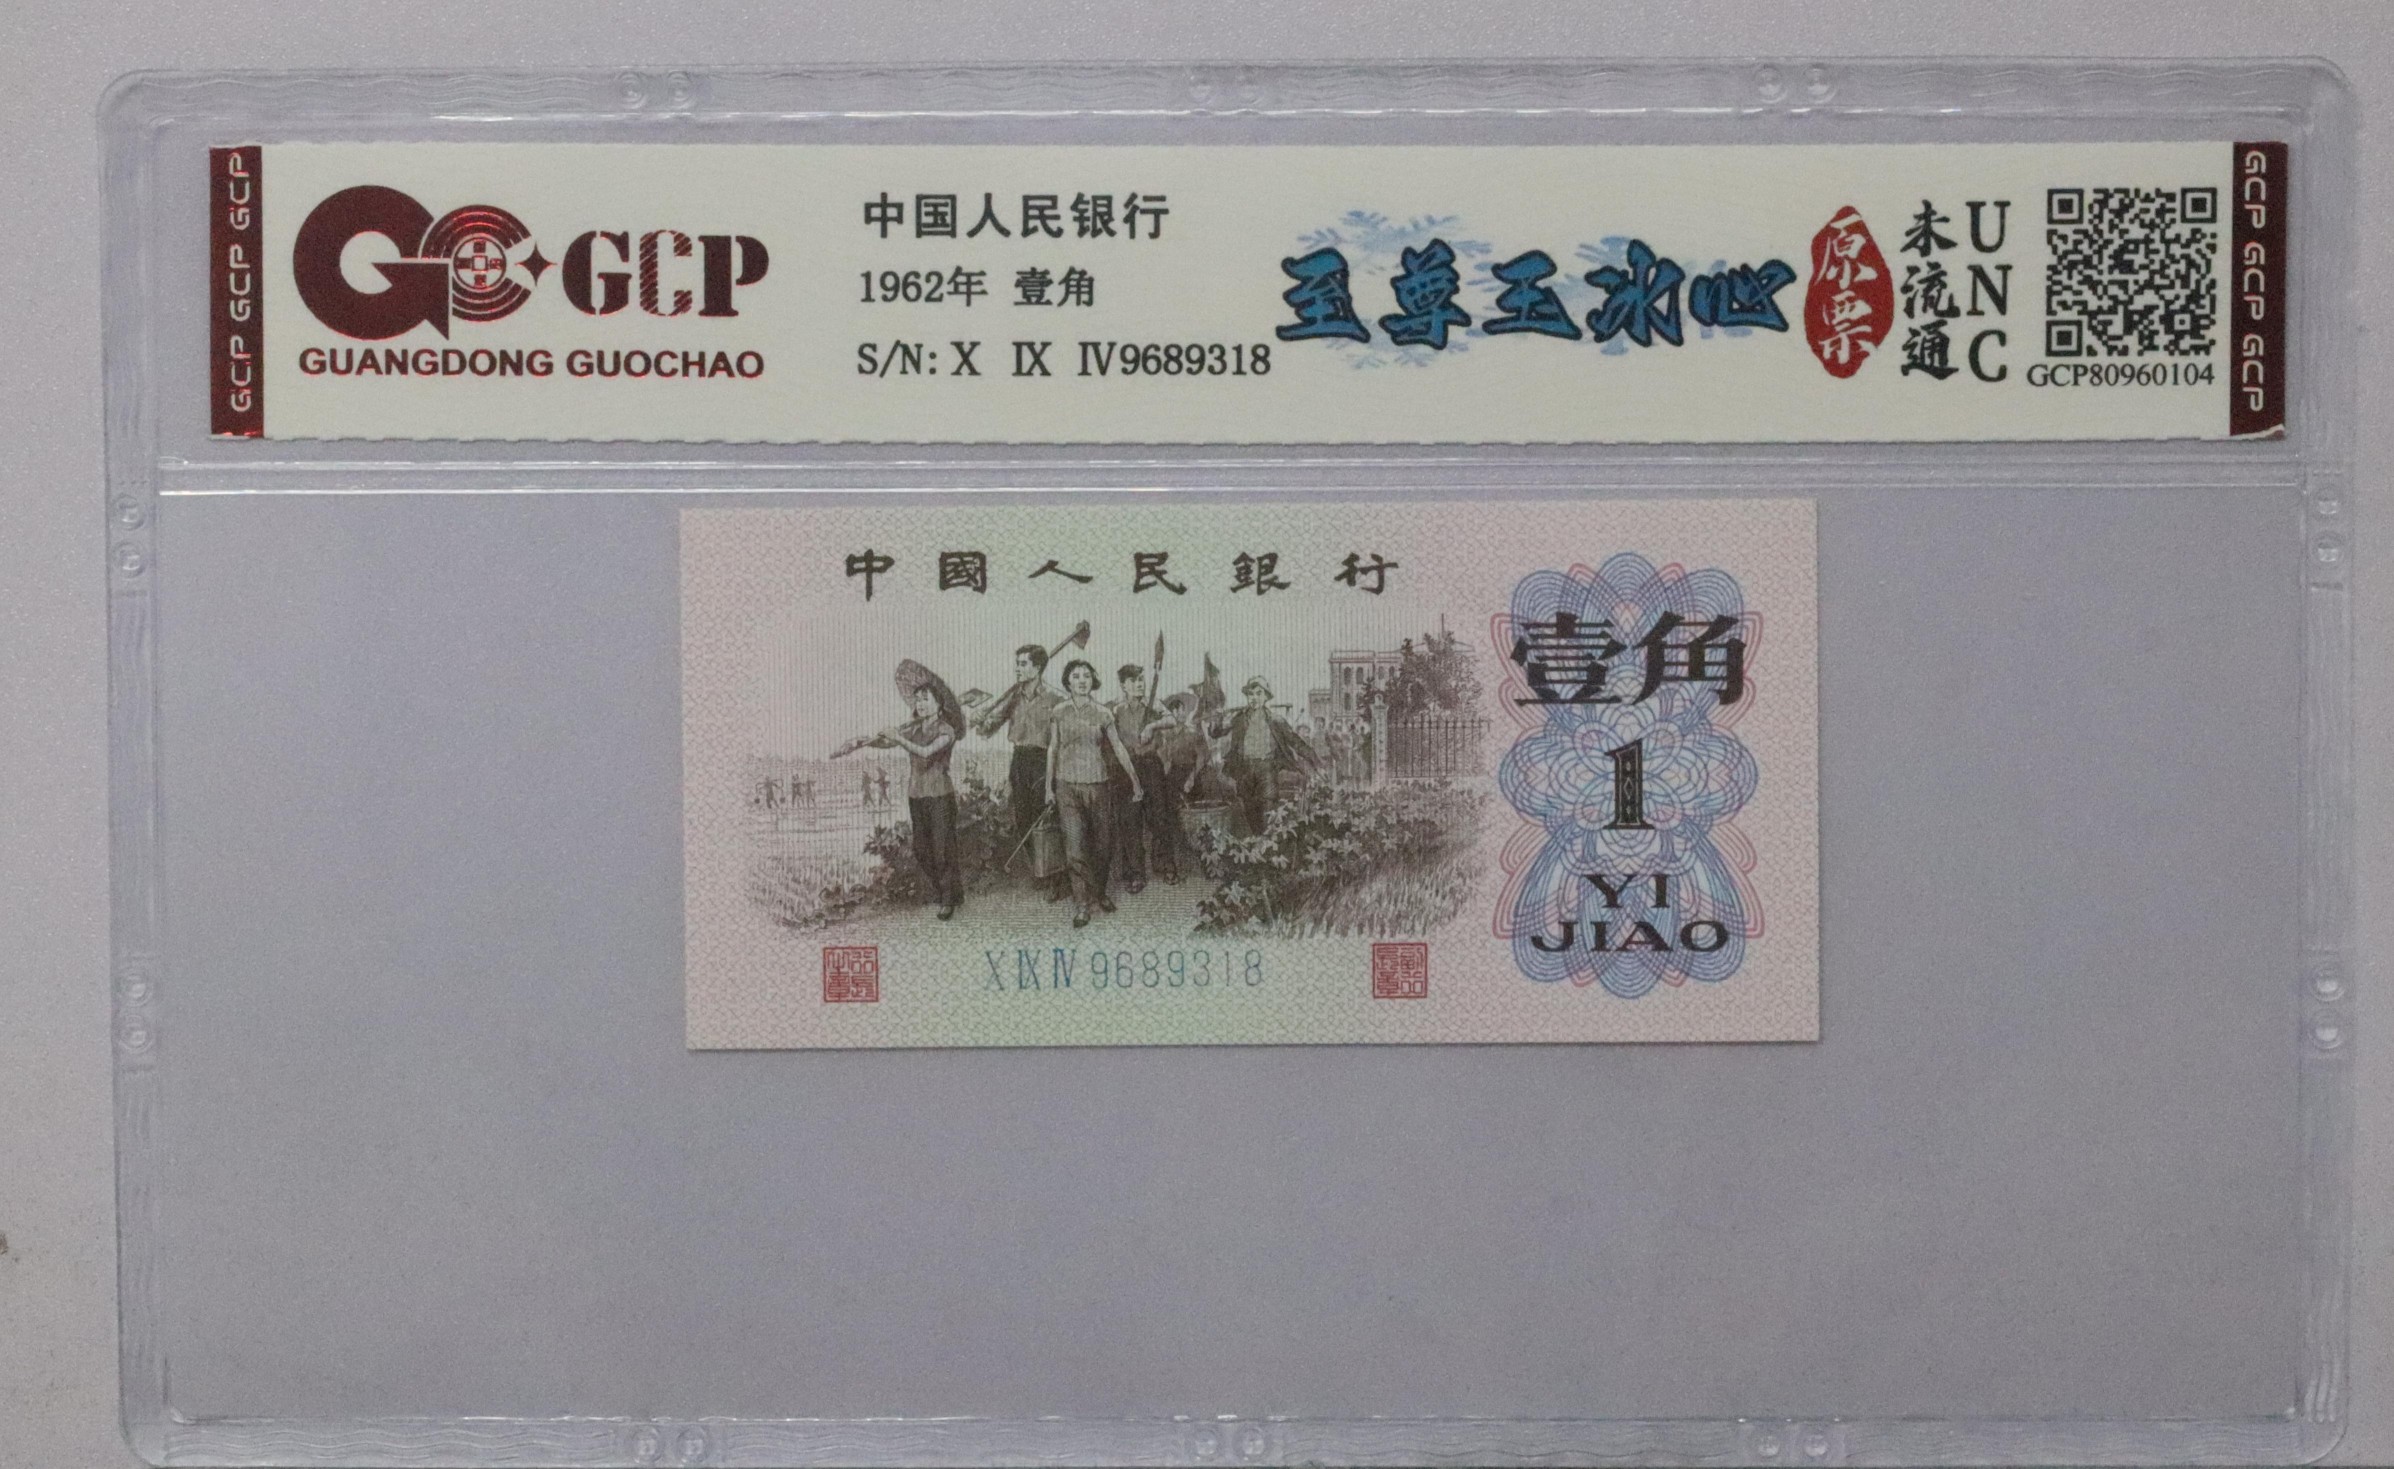 GCP GCP GCP
GCP
GUANGDONG GUOCHAO
中国人民银行
1962年 壹角
S/N: X Ⅸ Ⅳ9689318
至尊王冰心
原票
未流通
UNC
GCP80960104
GCP GCP GCP
中國人民銀行
壹角
1
YI
JIAO
X Ⅸ Ⅳ 9689318